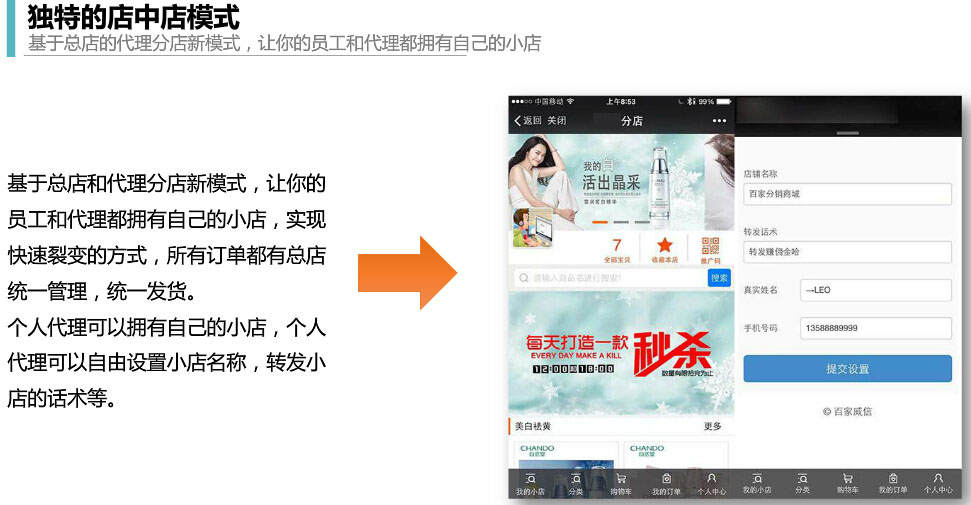 独特的店中店模式
基于总店的代理分店新模式，让你的员工和代理都拥有自己的小店
基于总店和代理分店新模式，让你的
员工和代理都拥有自己的小店，实现
快速裂变的方式，所有订单都有总店
统一管理，统一发货。
个人代理可以拥有自己的小店，个人
代理可以自由设置小店名称，转发小
店的话术等。
中国移动 上午8:53 99%
返回 关闭 分店
我的
活出晶采
7
全部宝贝 收藏本店 推广码
请输入商品名进行搜索! 搜索
每天打造一款
EVERY DAY MAKE A KILL
秒杀
数量有限抢完为止
美白祛黄 更多
CHANDO CHANDO
自然堂 自然堂
我的小店 分类 购物车 我的订单 个人中心
店铺名称
百家分销商城
转发话术
转发赚佣金哈
真实姓名 →LEO
手机号码 13588889999
提交设置
© 百家威信
我的小店 分类 购物车 我的订单 个人中心